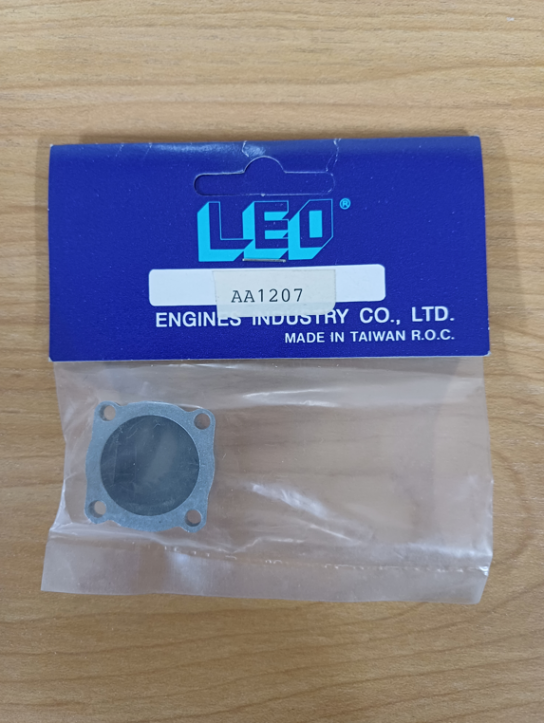 LEO®
AA1207
ENGINES INDUSTRY CO., LTD.
MADE IN TAIWAN R.O.C.